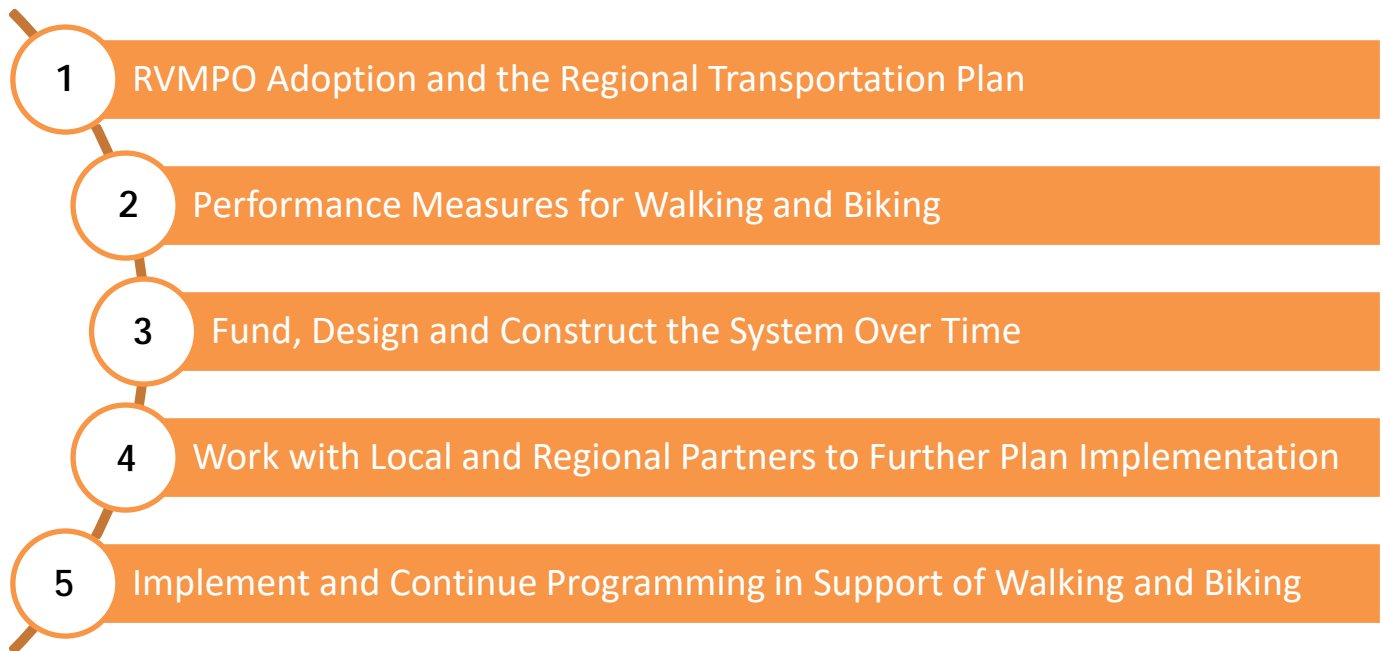 1 RVMPO Adoption and the Regional Transportation Plan
2 Performance Measures for Walking and Biking
3 Fund, Design and Construct the System Over Time
4 Work with Local and Regional Partners to Further Plan Implementation
5 Implement and Continue Programming in Support of Walking and Biking